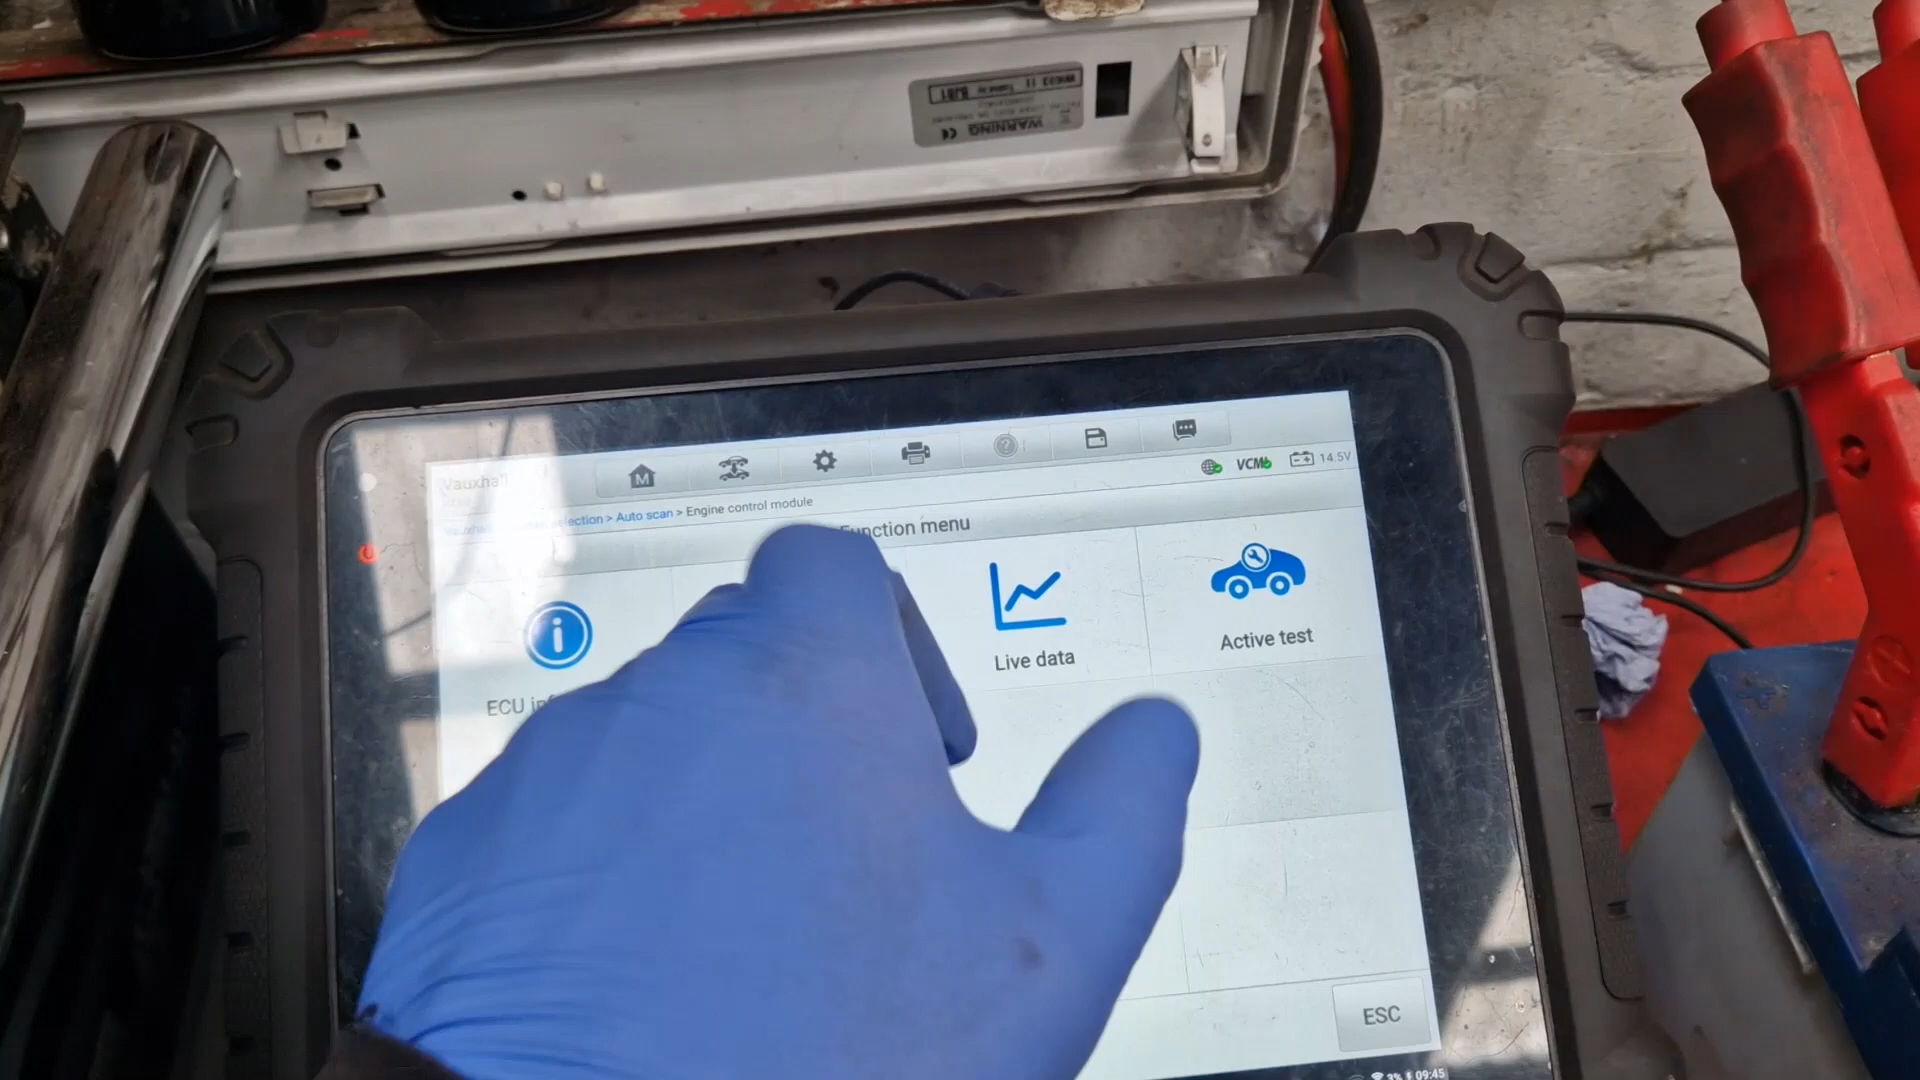 WARNING
Vauxhall
VCM
14.5V
Auto scan > Engine control module
Function menu
ECU
Live data
Active test
ESC
3% 09:45